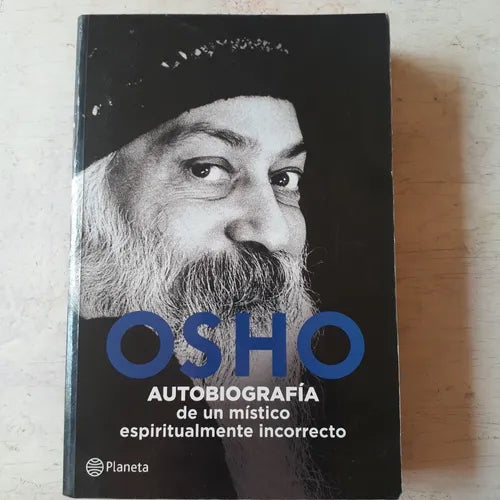 OSHO
AUTOBIOGRAFÍA
de un místico
espiritualmente incorrecto
Planeta